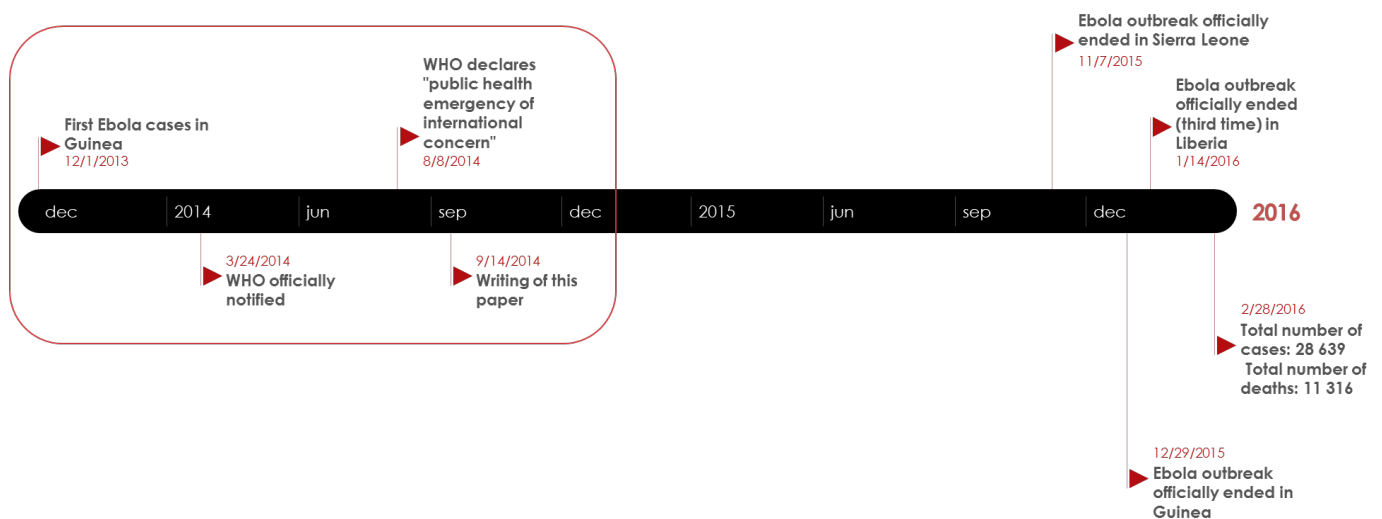 Ebola outbreak officially
ended in Sierra Leone
11/7/2015
WHO declares
"public health
emergency of
international
concern"
8/8/2014
Ebola outbreak
officially ended
(third time) in
Liberia
1/14/2016
First Ebola cases in
Guinea
12/1/2013
dec 2014 jun sep dec 2015 jun sep dec 2016
3/24/2014
WHO officially
notified
9/14/2014
Writing of this
paper
2/28/2016
Total number of
cases: 28 639
Total number of
deaths: 11 316
12/29/2015
Ebola outbreak
officially ended in
Guinea